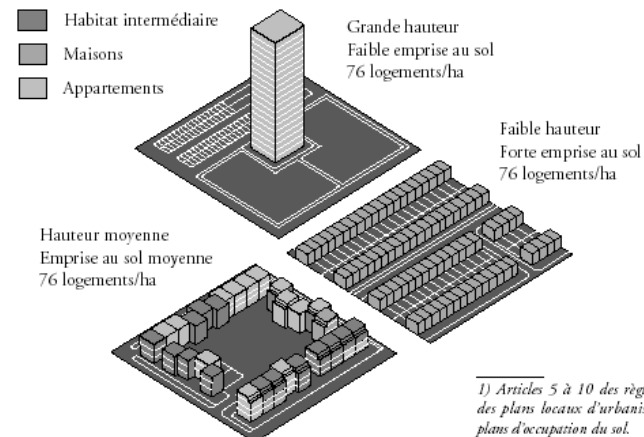 Habitat intermédiaire
Maisons
Appartements
Grande hauteur
Faible emprise au sol
76 logements/ha
Faible hauteur
Forte emprise au sol
76 logements/ha
Hauteur moyenne
Emprise au sol moyenne
76 logements/ha
1) Articles 5 à 10 des règ
des plans locaux d'urbanis
plans d'occupation du sol.